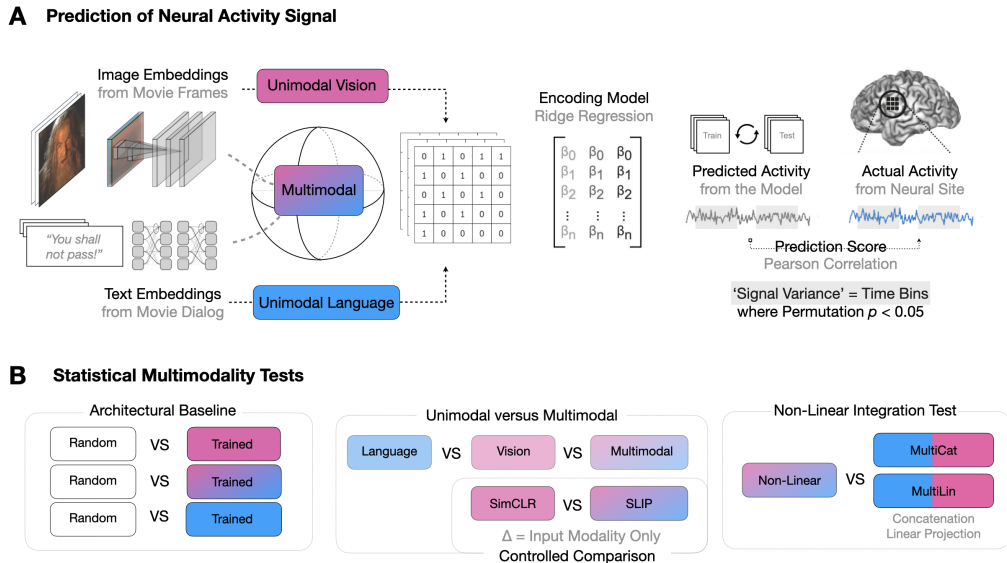 A Prediction of Neural Activity Signal
Image Embeddings
from Movie Frames
Unimodal Vision
Multimodal
"You shall
not pass!"
Text Embeddings
from Movie Dialog
Unimodal Language
0 1 0 1 1
1 0 1 0 0
0 1 0 1 0
1 0 1 0 0
1 0 0 0 0
Encoding Model
Ridge Regression
β0 β0 β0
β1 β1 β1
β2 β2 β2
⋮ ⋮ ⋮
βn βn βn
Train
Test
Predicted Activity
from the Model
Actual Activity
from Neural Site
Prediction Score
Pearson Correlation
'Signal Variance' = Time Bins
where Permutation p < 0.05
B Statistical Multimodality Tests
Architectural Baseline
Random VS Trained
Random VS Trained
Random VS Trained
Unimodal versus Multimodal
Language VS Vision VS Multimodal
SimCLR VS SLIP
Δ = Input Modality Only
Controlled Comparison
Non-Linear Integration Test
Non-Linear VS MultiCat
MultiLin
Concatenation
Linear Projection